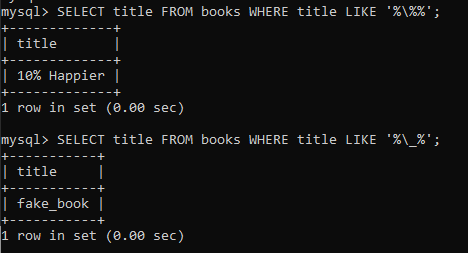 mysql> SELECT title FROM books WHERE title LIKE '%\%%';
+-------------+
| title       |
+-------------+
| 10% Happier |
+-------------+
1 row in set (0.00 sec)

mysql> SELECT title FROM books WHERE title LIKE '%\_%';
+-----------+
| title     |
+-----------+
| fake_book |
+-----------+
1 row in set (0.00 sec)